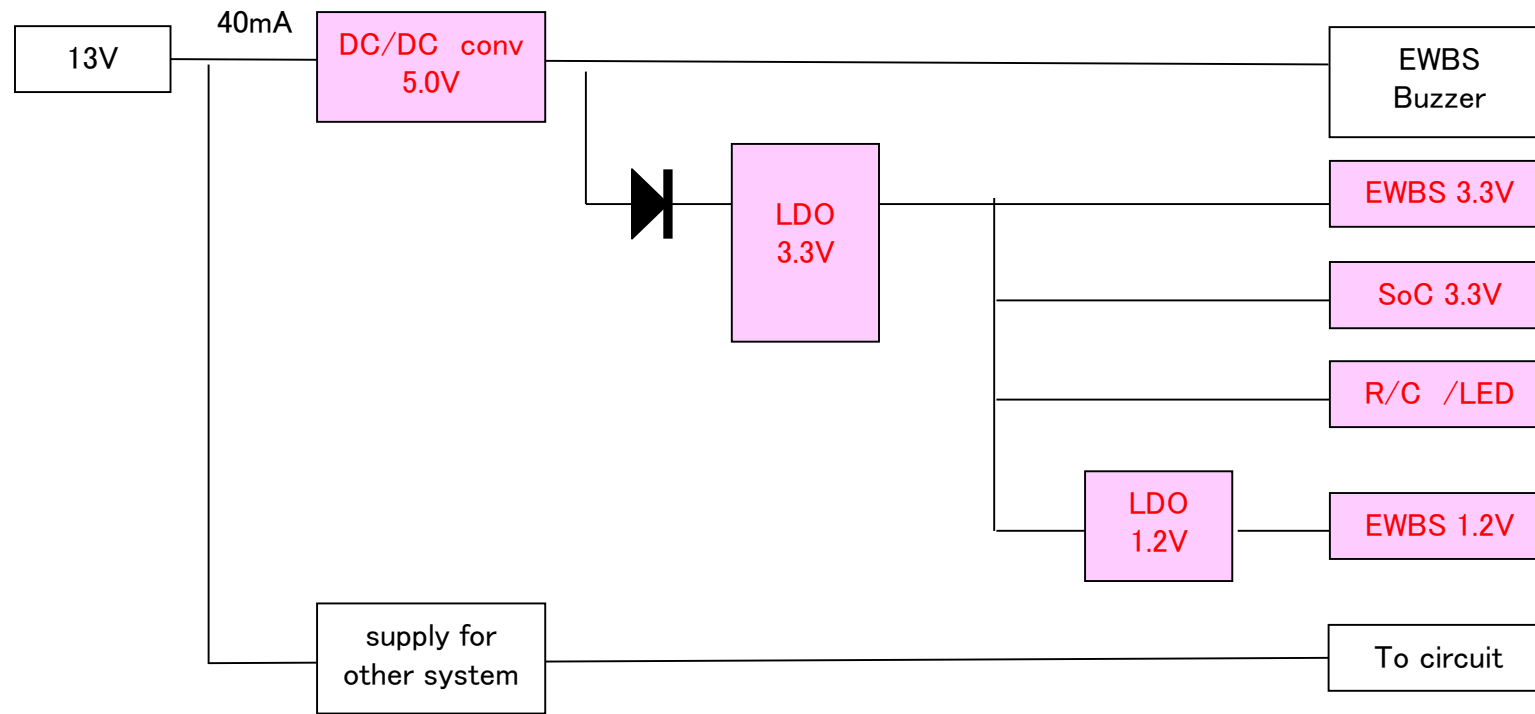 40mA
13V
DC/DC conv
5.0V
EWBS
Buzzer
LDO
3.3V
EWBS 3.3V
SoC 3.3V
R/C /LED
LDO
1.2V
EWBS 1.2V
supply for
other system
To circuit